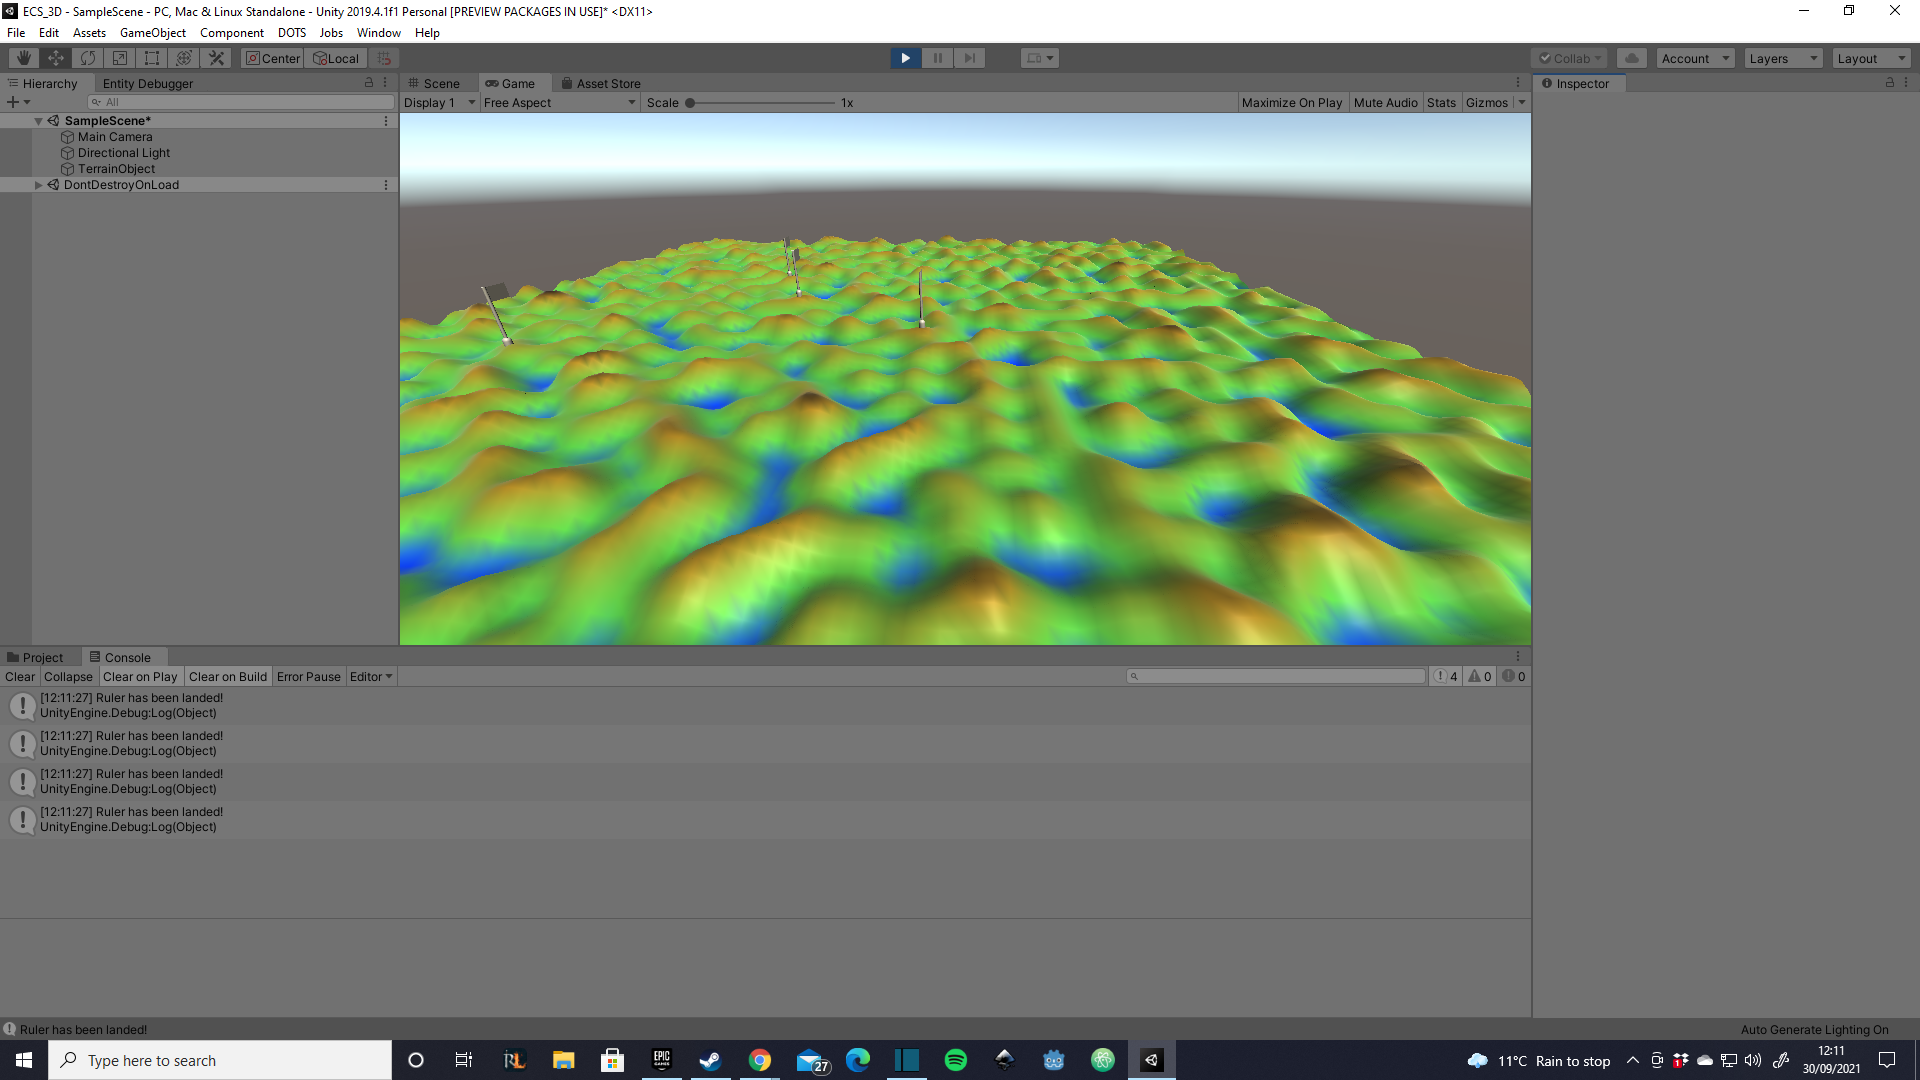 ECS_3D - SampleScene - PC, Mac & Linux Standalone - Unity 2019.4.1f1 Personal [PREVIEW PACKAGES IN USE]* <DX11>
File Edit Assets GameObject Component DOTS Jobs Window Help
Center Local Collab Account Layers Layout
Hierarchy Entity Debugger Scene Game Asset Store Inspector
All Display 1 Free Aspect Scale 1x Maximize On Play Mute Audio Stats Gizmos
SampleScene*
Main Camera
Directional Light
TerrainObject
DontDestroyOnLoad
Project Console
Clear Collapse Clear on Play Clear on Build Error Pause Editor 4 0 0
[12:11:27] Ruler has been landed!
UnityEngine.Debug:Log(Object)
[12:11:27] Ruler has been landed!
UnityEngine.Debug:Log(Object)
[12:11:27] Ruler has been landed!
UnityEngine.Debug:Log(Object)
[12:11:27] Ruler has been landed!
UnityEngine.Debug:Log(Object)
Ruler has been landed! Auto Generate Lighting On
Type here to search RL EPIC GAMES 27 11°C Rain to stop 1 12:11
30/09/2021